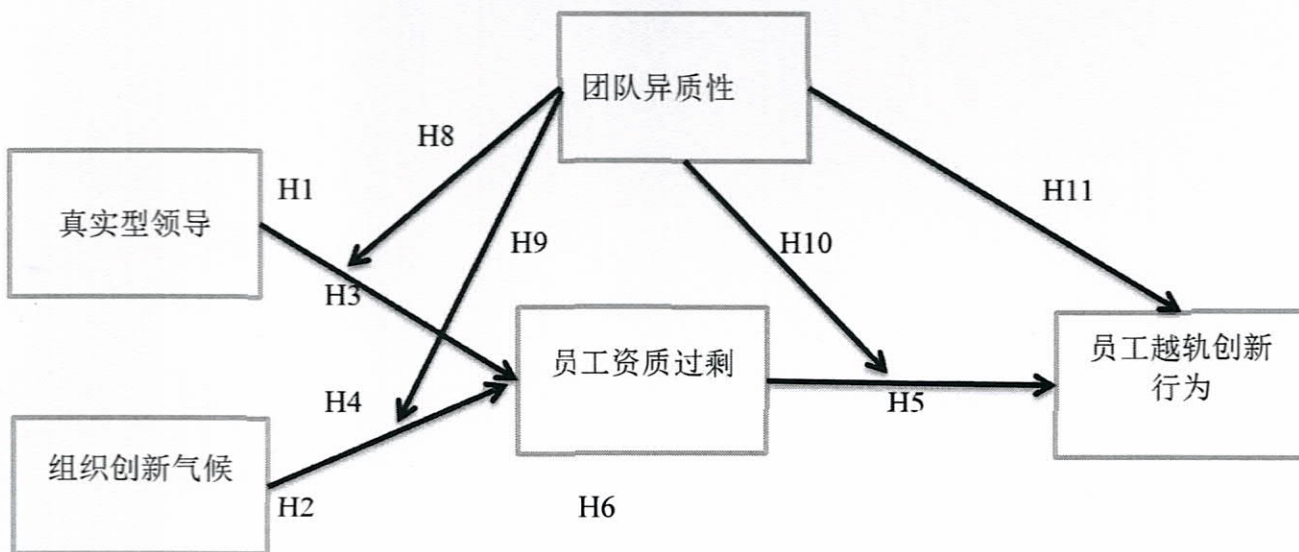 团队异质性
H8
H1
H11
真实型领导
H9
H10
H3
员工资质过剩
员工越轨创新
行为
H4
H5
组织创新气候
H2
H6